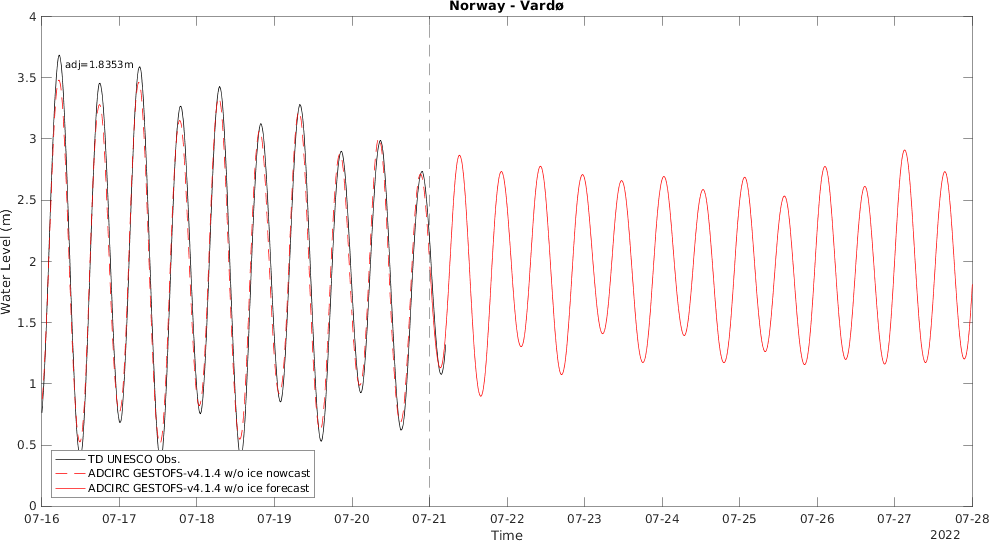 Norway - Vardø
4
adj=1.8353m
3.5
3
2.5
2
1.5
1
0.5
0
Water Level (m)
TD UNESCO Obs.
ADCIRC GESTOFS-v4.1.4 w/o ice nowcast
ADCIRC GESTOFS-v4.1.4 w/o ice forecast
07-16 07-17 07-18 07-19 07-20 07-21 07-22 07-23 07-24 07-25 07-26 07-27 07-28
Time
2022